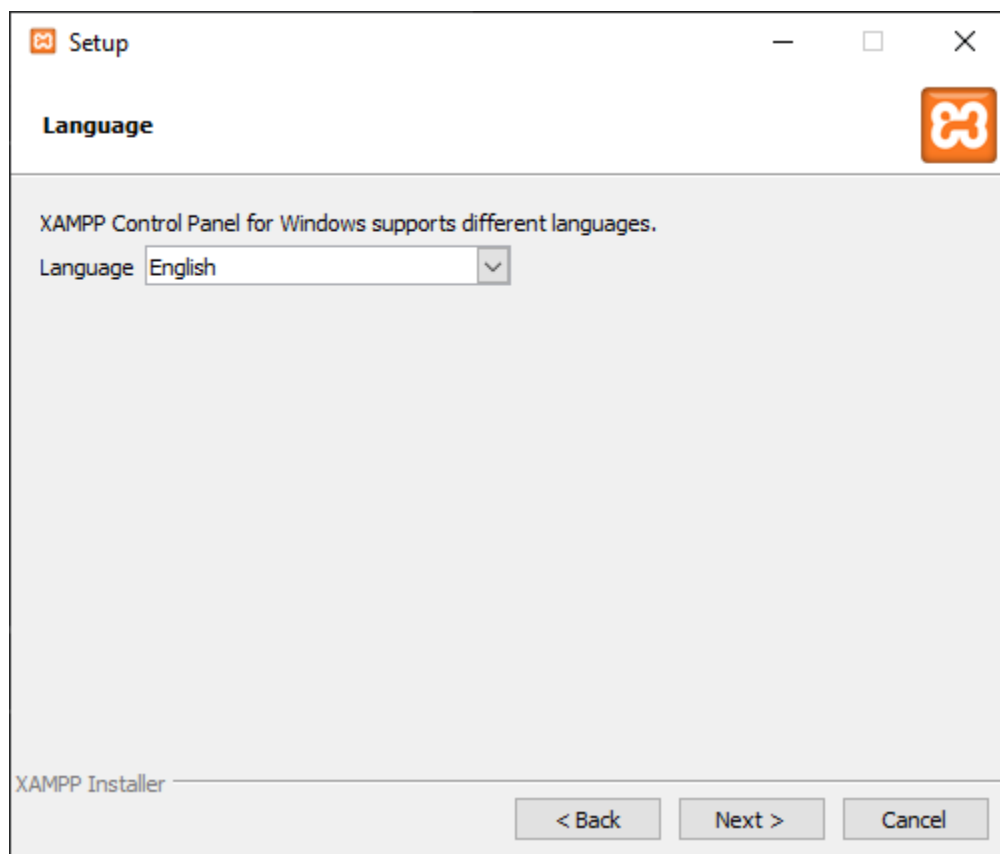 Setup
Language
XAMPP Control Panel for Windows supports different languages.
Language English
XAMPP Installer
< Back Next > Cancel